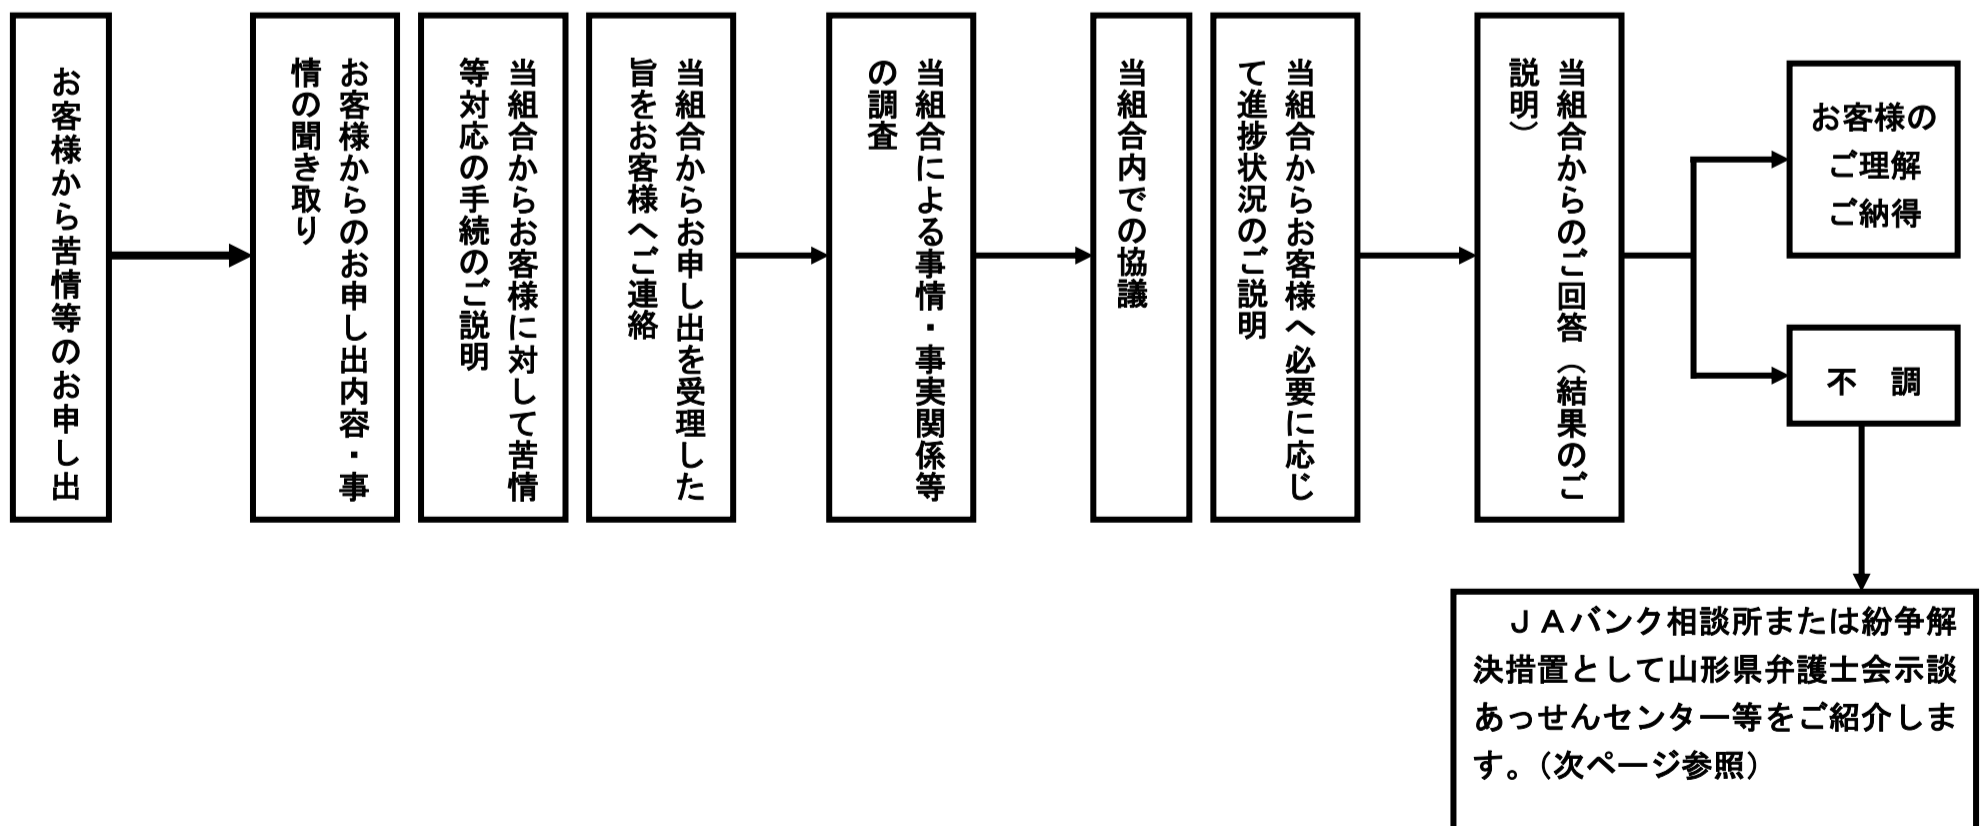 お客様から苦情等のお申し出
お客様からのお申し出内容・事
情の聞き取り
当組合からお客様に対して苦情
等対応の手続のご説明
当組合からお申し出を受理した
旨をお客様へご連絡
当組合による事情・事実関係等
の調査
当組合内での協議
当組合からお客様へ必要に応じ
て進捗状況のご説明
当組合からのご回答（結果のご
説明）
お客様の
ご理解
ご納得
不　調
ＪＡバンク相談所または紛争解
決措置として山形県弁護士会示談
あっせんセンター等をご紹介しま
す。（次ページ参照）